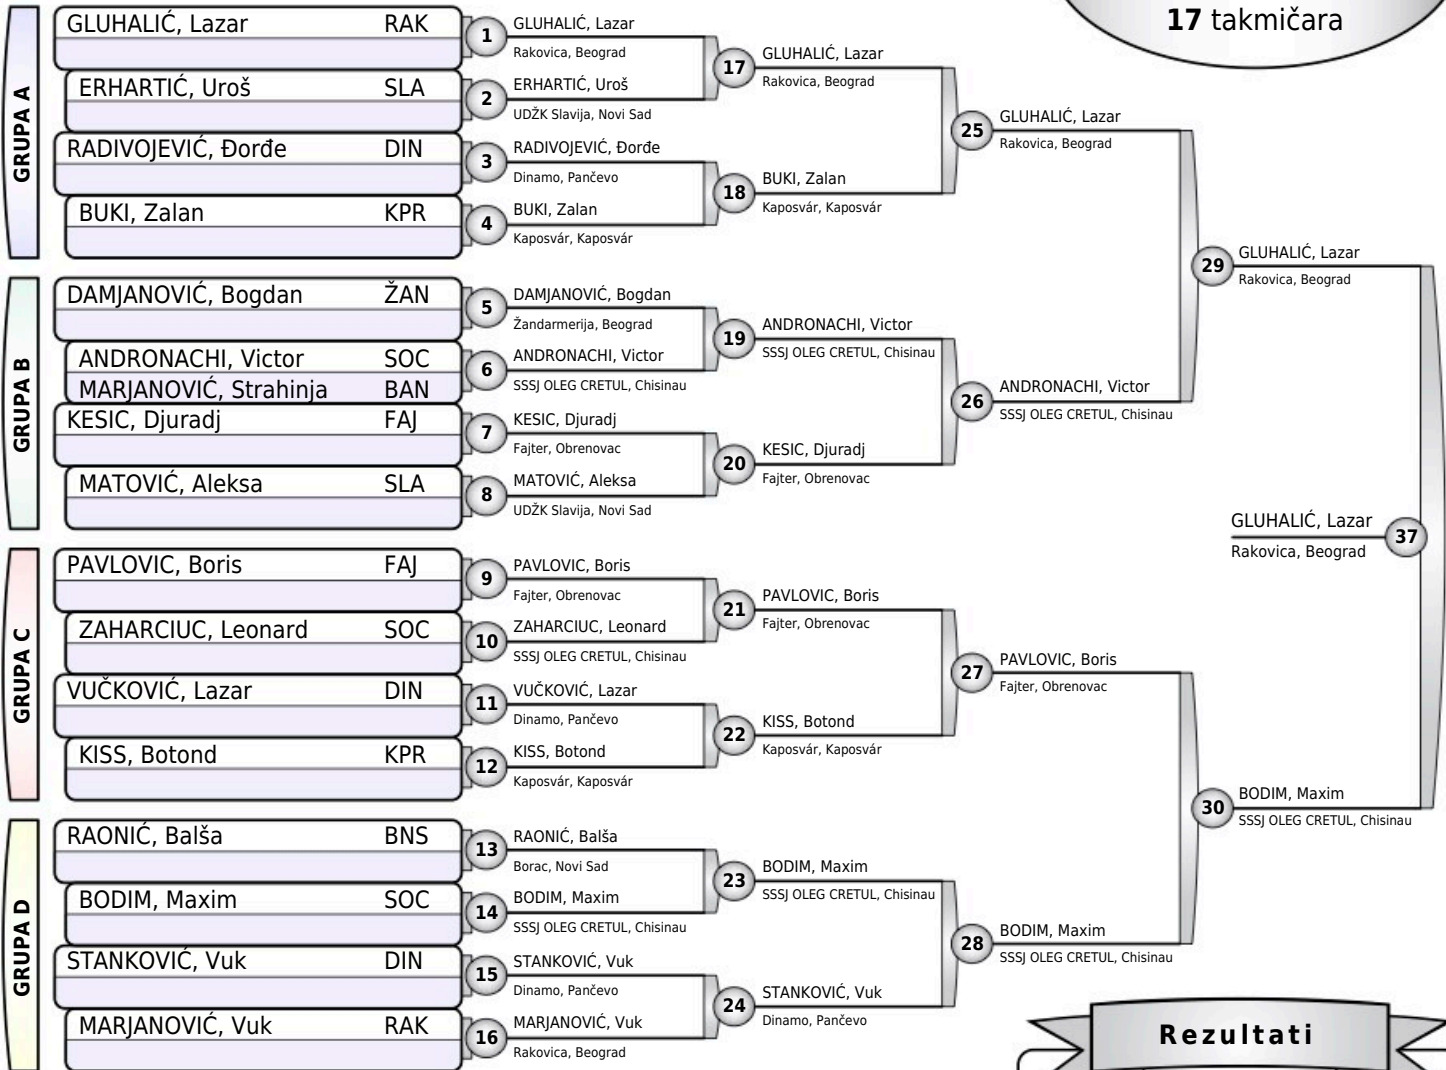 17 takmičara
GRUPA A
GLUHALIĆ, Lazar RAK
ERHARTIĆ, Uroš SLA
RADIVOJEVIĆ, Đorđe DIN
BUKI, Zalan KPR
GRUPA B
DAMJANOVIĆ, Bogdan ŽAN
ANDRONACHI, Victor SOC
MARJANOVIĆ, Strahinja BAN
KESIC, Djuradj FAJ
MATOVIĆ, Aleksa SLA
GRUPA C
PAVLOVIC, Boris FAJ
ZAHARCIUC, Leonard SOC
VUČKOVIĆ, Lazar DIN
KISS, Botond KPR
GRUPA D
RAONIĆ, Balša BNS
BODIM, Maxim SOC
STANKOVIĆ, Vuk DIN
MARJANOVIĆ, Vuk RAK
1 GLUHALIĆ, Lazar
Rakovica, Beograd
2 ERHARTIĆ, Uroš
UDŽK Slavija, Novi Sad
3 RADIVOJEVIĆ, Đorđe
Dinamo, Pančevo
4 BUKI, Zalan
Kaposvár, Kaposvár
5 DAMJANOVIĆ, Bogdan
Žandarmerija, Beograd
6 ANDRONACHI, Victor
SSSJ OLEG CRETUL, Chisinau
7 KESIC, Djuradj
Fajter, Obrenovac
8 MATOVIĆ, Aleksa
UDŽK Slavija, Novi Sad
9 PAVLOVIC, Boris
Fajter, Obrenovac
10 ZAHARCIUC, Leonard
SSSJ OLEG CRETUL, Chisinau
11 VUČKOVIĆ, Lazar
Dinamo, Pančevo
12 KISS, Botond
Kaposvár, Kaposvár
13 RAONIĆ, Balša
Borac, Novi Sad
14 BODIM, Maxim
SSSJ OLEG CRETUL, Chisinau
15 STANKOVIĆ, Vuk
Dinamo, Pančevo
16 MARJANOVIĆ, Vuk
Rakovica, Beograd
17 GLUHALIĆ, Lazar
Rakovica, Beograd
18 BUKI, Zalan
Kaposvár, Kaposvár
19 ANDRONACHI, Victor
SSSJ OLEG CRETUL, Chisinau
20 KESIC, Djuradj
Fajter, Obrenovac
21 PAVLOVIC, Boris
Fajter, Obrenovac
22 KISS, Botond
Kaposvár, Kaposvár
23 BODIM, Maxim
SSSJ OLEG CRETUL, Chisinau
24 STANKOVIĆ, Vuk
Dinamo, Pančevo
25 GLUHALIĆ, Lazar
Rakovica, Beograd
26 ANDRONACHI, Victor
SSSJ OLEG CRETUL, Chisinau
27 PAVLOVIC, Boris
Fajter, Obrenovac
28 BODIM, Maxim
SSSJ OLEG CRETUL, Chisinau
29 GLUHALIĆ, Lazar
Rakovica, Beograd
30 BODIM, Maxim
SSSJ OLEG CRETUL, Chisinau
GLUHALIĆ, Lazar 37
Rakovica, Beograd
Rezultati